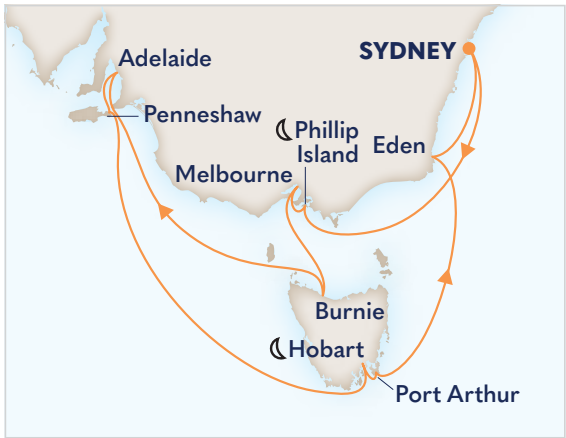 Adelaide
SYDNEY
Penneshaw
Phillip
Island
Eden
Melbourne
Burnie
Hobart
Port Arthur